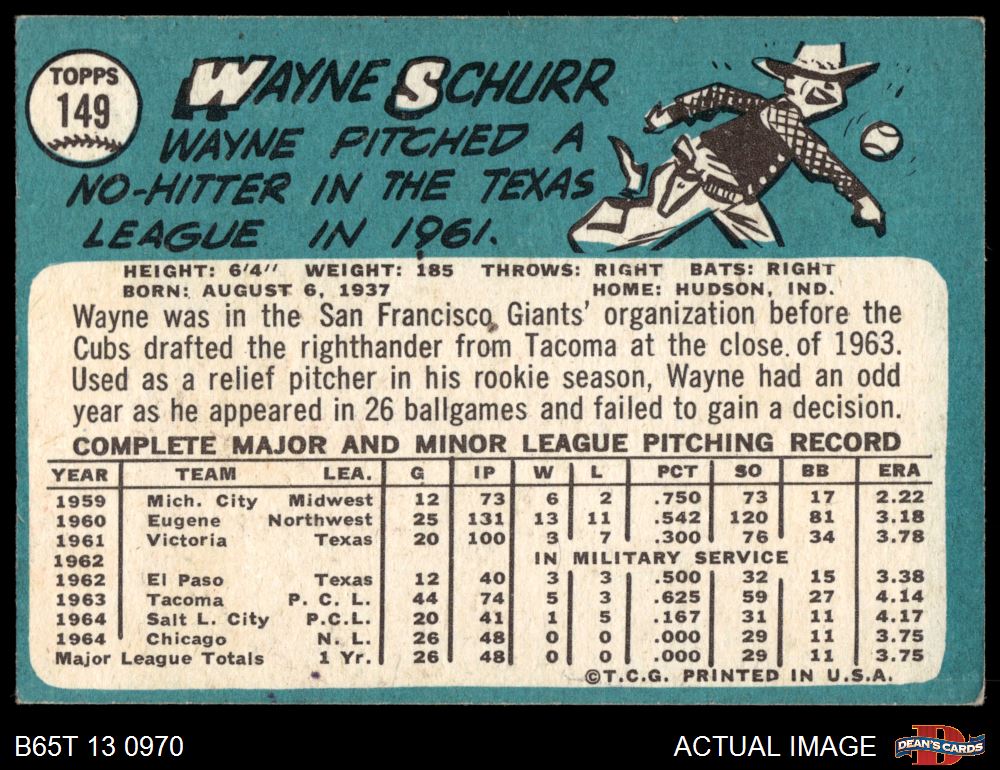 TOPPS
149
WAYNE SCHURR
WAYNE PITCHED A
NO-HITTER IN THE TEXAS
LEAGUE IN 1961.
HEIGHT: 6'4" WEIGHT: 185 THROWS: RIGHT BATS: RIGHT
BORN: AUGUST 6, 1937 HOME: HUDSON, IND.
Wayne was in the San Francisco Giants' organization before the
Cubs drafted the righthander from Tacoma at the close of 1963.
Used as a relief pitcher in his rookie season, Wayne had an odd
year as he appeared in 26 ballgames and failed to gain a decision.
COMPLETE MAJOR AND MINOR LEAGUE PITCHING RECORD
YEAR TEAM LEA. G IP W L PCT SO BB ERA
1959 Mich. City Midwest 12 73 6 2 .750 73 17 2.22
1960 Eugene Northwest 25 131 13 11 .542 120 81 3.18
1961 Victoria Texas 20 100 3 7 .300 76 34 3.78
1962 IN MILITARY SERVICE
1962 El Paso Texas 12 40 3 3 .500 32 15 3.38
1963 Tacoma P. C. L. 44 74 5 3 .625 59 27 4.14
1964 Salt L. City P.C.L. 20 41 1 5 .167 31 11 4.17
1964 Chicago N. L. 26 48 0 0 .000 29 11 3.75
Major League Totals 1 Yr. 26 48 0 0 .000 29 11 3.75
©T.C.G. PRINTED IN U.S.A.
B65T 13 0970 ACTUAL IMAGE DEAN'S CARDS